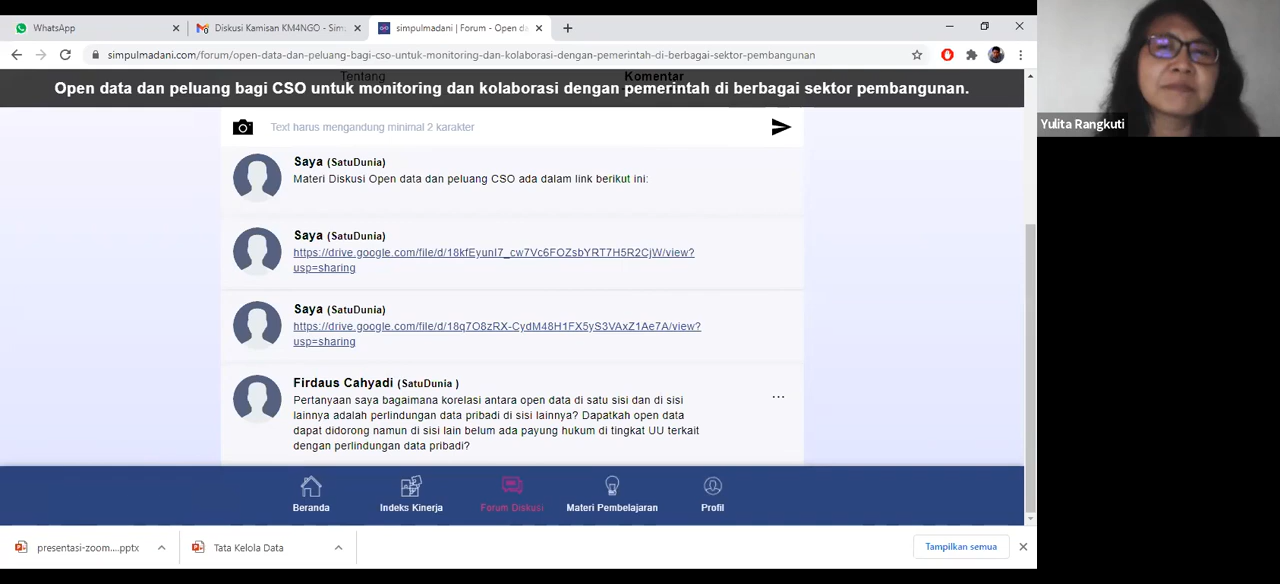 WhatsApp
Diskusi Kamisan KM4NGO - Sim
simpulmadani | Forum - Open da
simpulmadani.com/forum/open-data-dan-peluang-bagi-cso-untuk-monitoring-dan-kolaborasi-dengan-pemerintah-di-berbagai-sektor-pembangunan
Tentang
Komentar
Open data dan peluang bagi CSO untuk monitoring dan kolaborasi dengan pemerintah di berbagai sektor pembangunan.
Text harus mengandung minimal 2 karakter
Saya (SatuDunia)
Materi Diskusi Open data dan peluang CSO ada dalam link berikut ini:
Saya (SatuDunia)
https://drive.google.com/file/d/18kfEyunI7_cw7Vc6FOZsbYRT7H5R2CjW/view?
usp=sharing
Saya (SatuDunia)
https://drive.google.com/file/d/18q7O8zRX-CydM48H1FX5yS3VAxZ1Ae7A/view?
usp=sharing
Firdaus Cahyadi (SatuDunia )
Pertanyaan saya bagaimana korelasi antara open data di satu sisi dan di sisi
lainnya adalah perlindungan data pribadi di sisi lainnya? Dapatkah open data
dapat didorong namun di sisi lain belum ada payung hukum di tingkat UU terkait
dengan perlindungan data pribadi?
Beranda
Indeks Kinerja
Forum Diskusi
Materi Pembelajaran
Profil
presentasi-zoom....pptx
Tata Kelola Data
Tampilkan semua
Yulita Rangkuti